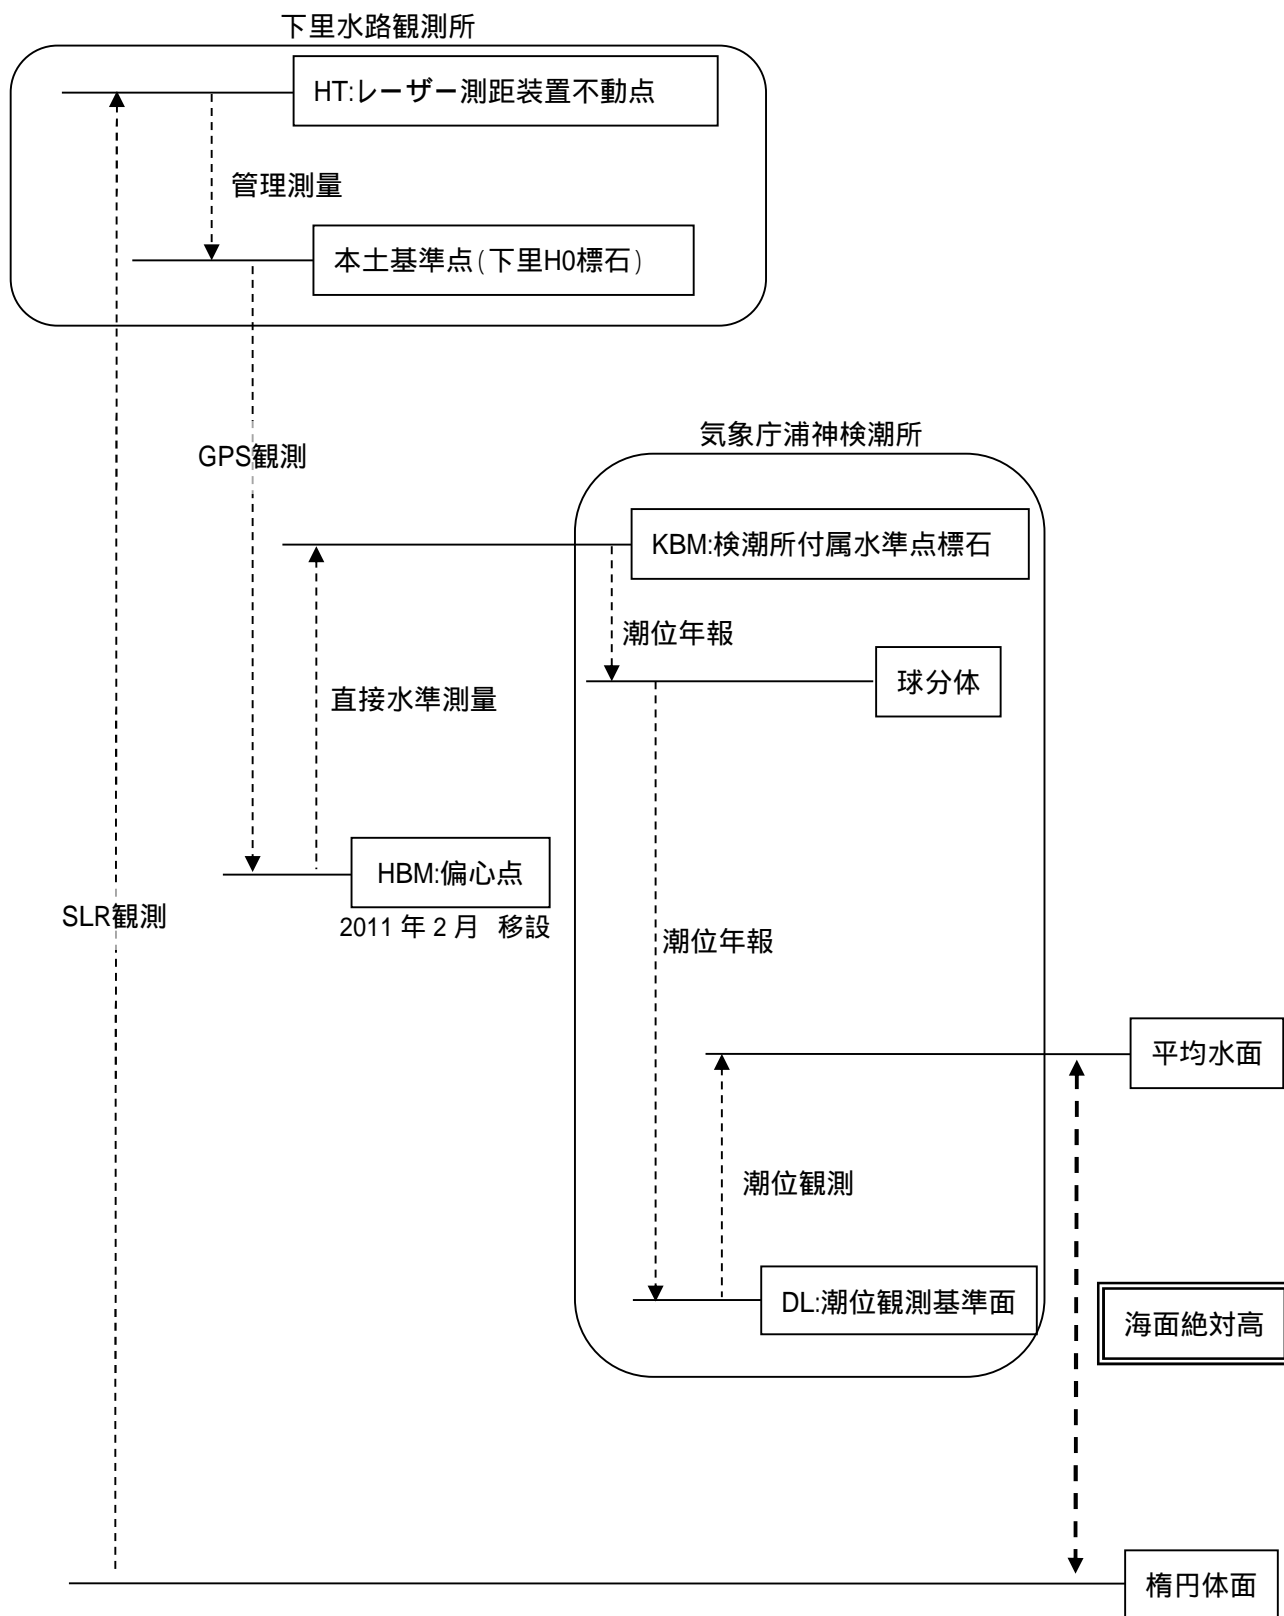 下里水路観測所
HT:レーザー測距装置不動点
管理測量
本土基準点(下里H0標石)
気象庁浦神検潮所
GPS観測
KBM:検潮所付属水準点標石
潮位年報
球分体
直接水準測量
HBM:偏心点
SLR観測
2011 年 2 月 移設
潮位年報
平均水面
潮位観測
DL:潮位観測基準面
海面絶対高
楕円体面